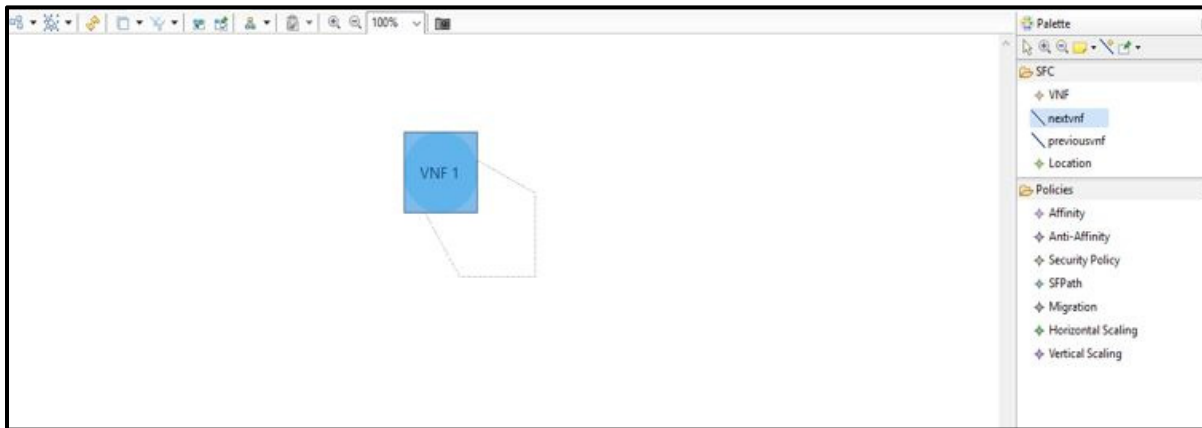 100%
Palette
SFC
VNF
nextvnf
previousvnf
Location
Policies
Affinity
Anti-Affinity
Security Policy
SFPath
Migration
Horizontal Scaling
Vertical Scaling
VNF 1